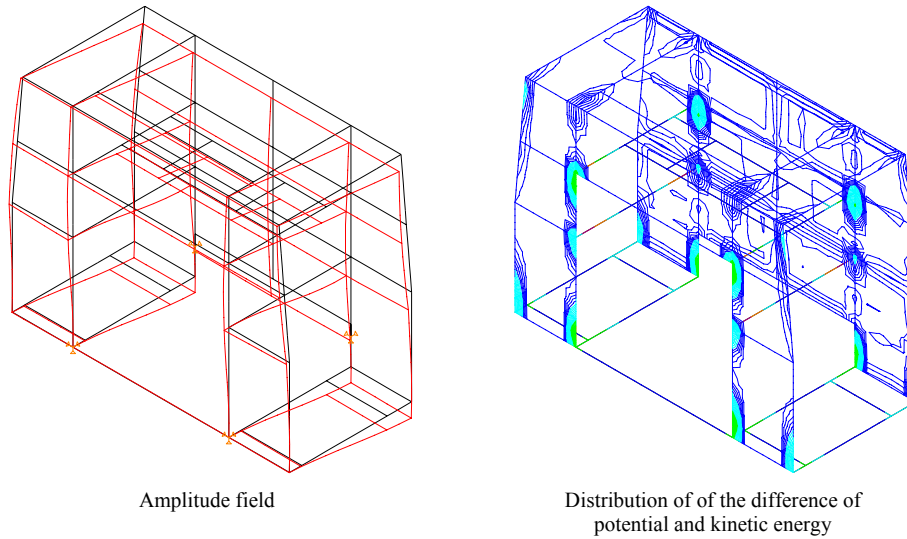 Amplitude field
Distribution of of the difference of
potential and kinetic energy